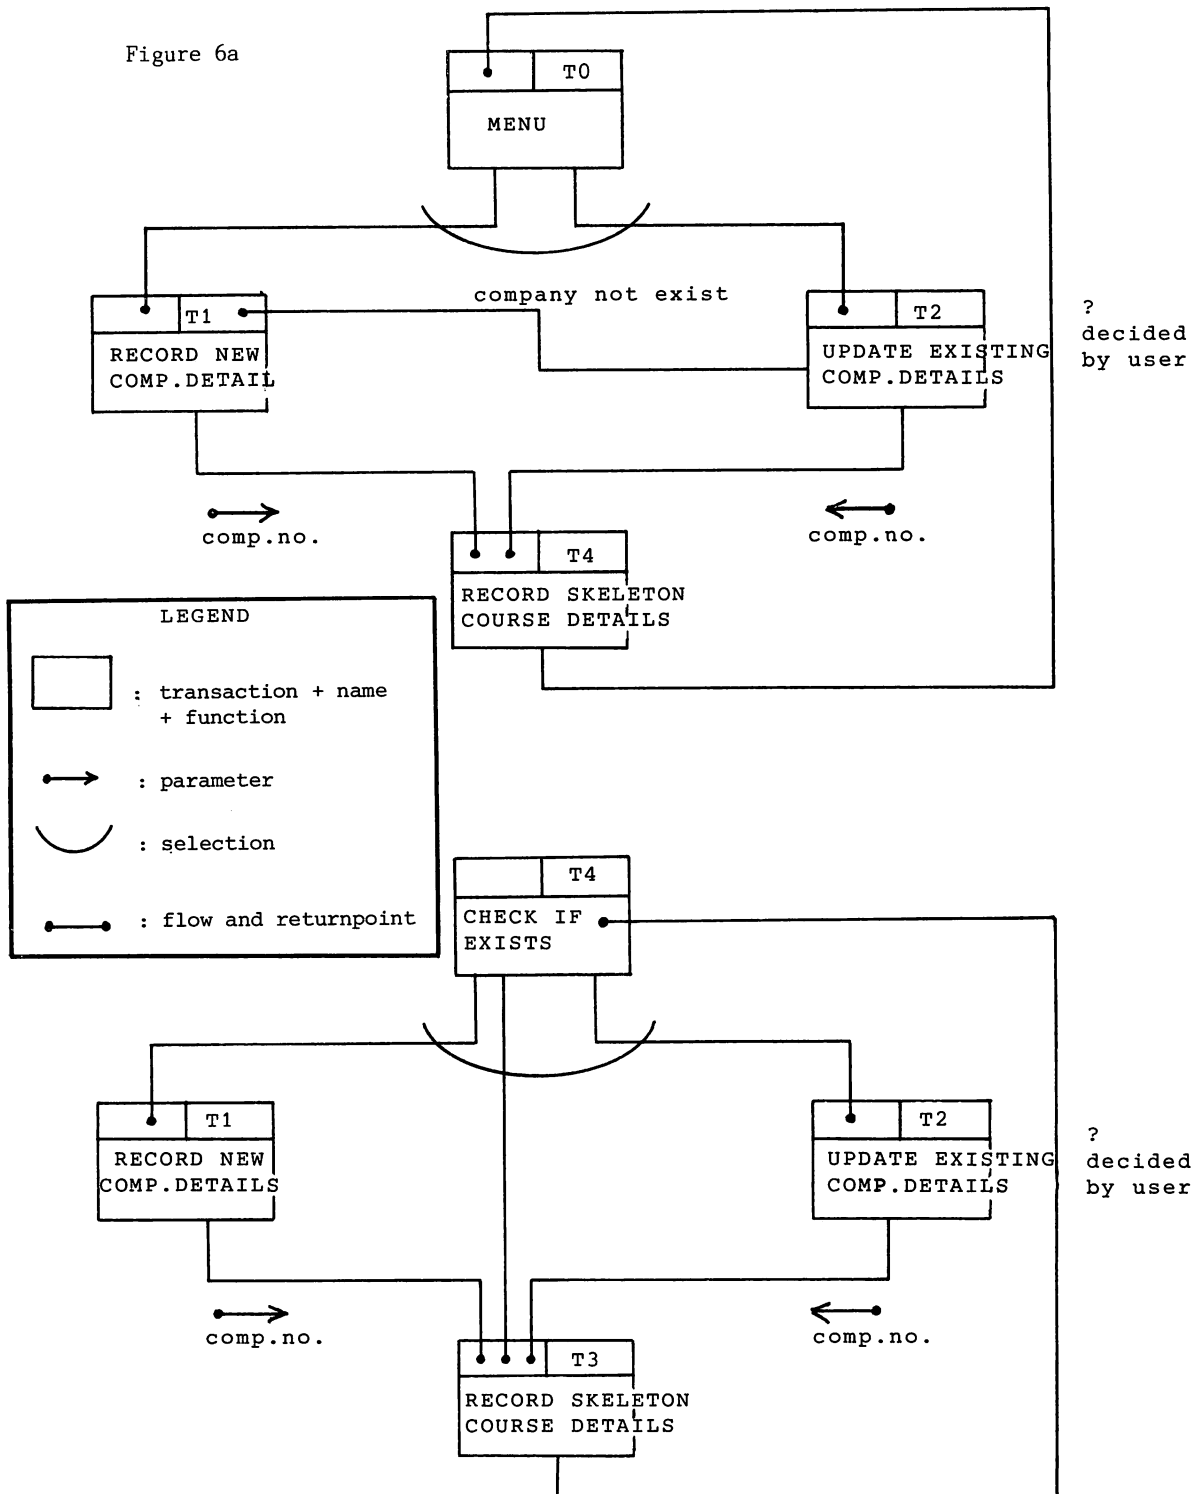 Figure 6a
T0
MENU
company not exist
T1
RECORD NEW
COMP.DETAIL
T2
UPDATE EXISTING
COMP.DETAILS
?
decided
by user
comp.no.
comp.no.
T4
RECORD SKELETON
COURSE DETAILS
LEGEND
: transaction + name
+ function
: parameter
: selection
: flow and returnpoint
T4
CHECK IF
EXISTS
T1
RECORD NEW
COMP.DETAILS
T2
UPDATE EXISTING
COMP.DETAILS
?
decided
by user
comp.no.
comp.no.
T3
RECORD SKELETON
COURSE DETAILS